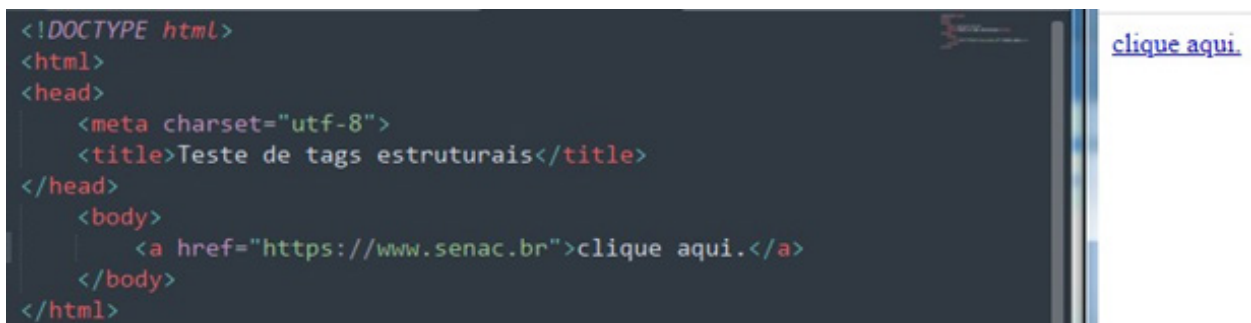 <!DOCTYPE html>
<html>
<head>
<meta charset="utf-8">
<title>Teste de tags estruturais</title>
</head>
<body>
<a href="https://www.senac.br">clique aqui.</a>
</body>
</html>
clique aqui.